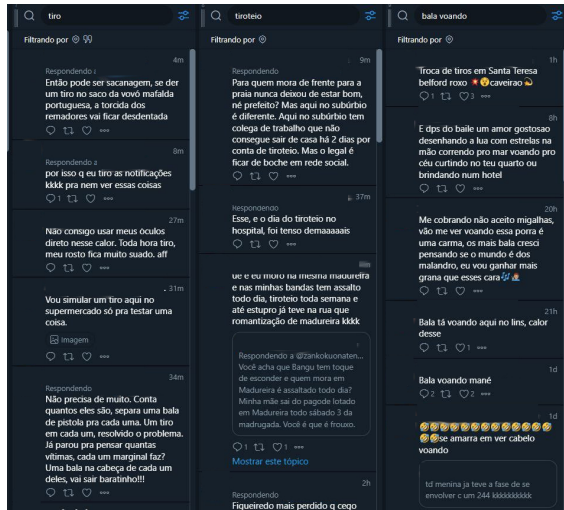 tiro
Filtrando por
4m
Respondendo
Então pode ser sacanagem, se der
um tiro no saco da vovó mafalda
portuguesa, a torcida dos
remadores vai ficar desdentada
8m
Respondendo
por isso q eu tiro as notificações
kkkk pra nem ver essas coisas
1
27m
Não consigo usar meus óculos
direto nesse calor. Toda hora tiro,
meu rosto fica muito suado. aff
31m
Vou simular um tiro aqui no
supermercado só pra testar uma
coisa.
Imagem
34m
Respondendo
Não precisa de muito. Conta
quantos eles são, separa uma bala
de pistola pra cada uma. Um tiro
em cada um, resolvido o problema.
Já parou pra pensar quantas
vítimas, cada um marginal faz?
Uma bala na cabeça de cada um
deles, vai sair baratinho!!!
tiroteio
Filtrando por
9m
Respondendo
Para quem mora de frente para a
praia nunca deixou de estar bom,
né prefeito? Mas aqui no subúrbio
é diferente. Aqui no subúrbio tem
colega de trabalho que não
consegue sair de casa há 2 dias por
conta de tiroteio. Mas o legal é
ficar de boche em rede social.
37m
Respondendo
Esse, e o dia do tiroteio no
hospital, foi tenso demaaaaais
ue e eu moro na mesma madureira
e nas minhas bandas tem assalto
todo dia, tiroteio toda semana e
até estupro já teve na rua que
romantização de madureira kkkk
Respondendo a @zankokuonaten...
Você acha que Bangu tem toque
de esconder e quem mora em
Madureira é assaltado todo dia?
Minha mãe sai do pagode lotado
em Madureira todo sábado 3 da
madrugada. Você é que é frouxo.
1 1
Mostrar este tópico
2h
Respondendo
Figueiredo mais perdido q cego
bala voando
Filtrando por
1h
Troca de tiros em Santa Teresa
belford roxo 💥😵caveirao
1 3
8h
E dps do baile um amor gostosao
desenhando a lua com estrelas na
mão correndo pro mar voando pro
céu curtindo no teu quarto ou
brindando num hotel
20h
Me cobrando não aceito migalhas,
vão me ver voando essa porra é
uma carma, os mais bala cresci
pensando se o mundo é dos
malandro, eu vou ganhar mais
grana que esses cara🎶
21h
Bala tá voando aqui no lins, calor
desse
1
1d
Bala voando mané
2 2
1d
🤣🤣🤣🤣🤣🤣🤣🤣🤣🤣🤣🤣🤣
🤣🤣se amarra em ver cabelo
voando
td menina ja teve a fase de se
envolver c um 244 kkkkkkkkkkk